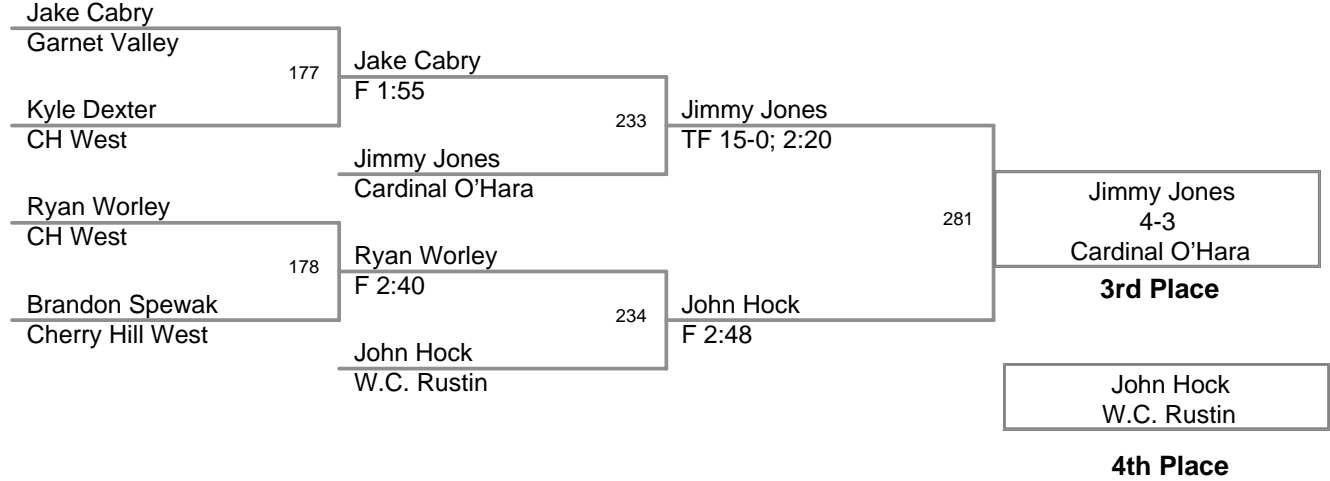 Jake Cabry
Garnet Valley
177
Kyle Dexter
CH West
Ryan Worley
CH West
178
Brandon Spewak
Cherry Hill West
Jake Cabry
F 1:55
233
Jimmy Jones
Cardinal O'Hara
Ryan Worley
F 2:40
234
John Hock
W.C. Rustin
Jimmy Jones
TF 15-0; 2:20
281
John Hock
F 2:48
Jimmy Jones
4-3
Cardinal O'Hara
3rd Place
John Hock
W.C. Rustin
4th Place